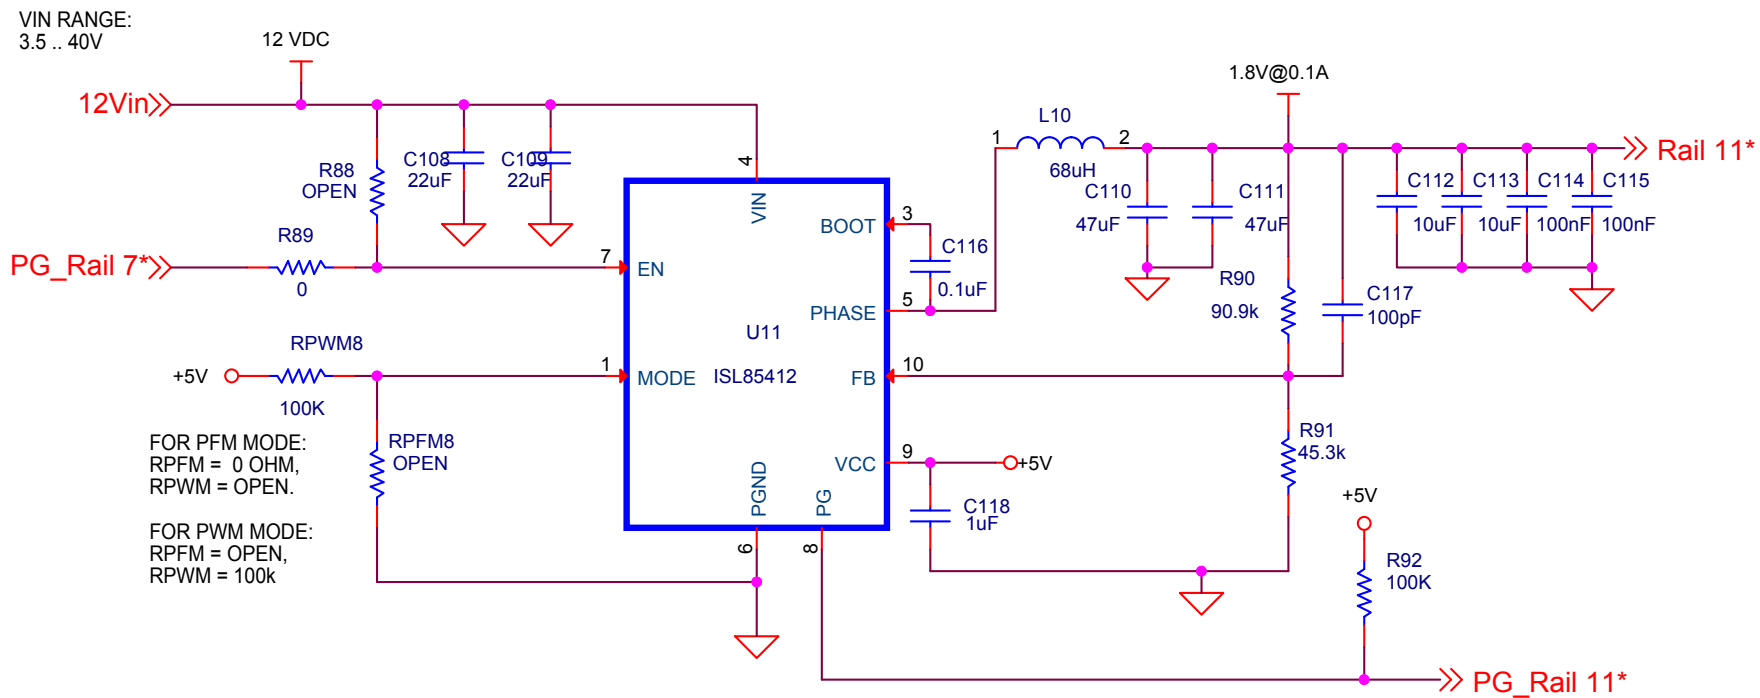 VIN RANGE:
3.5 .. 40V
12 VDC
12Vin
R88
OPEN
C108
22uF
C109
22uF
PG_Rail 7*
R89
0
RPWM8
+5V
100K
RPFM8
OPEN
FOR PFM MODE:
RPFM = 0 OHM,
RPWM = OPEN.
FOR PWM MODE:
RPFM = OPEN,
RPWM = 100k
4
VIN
7
EN
1
MODE
U11
ISL85412
BOOT
3
PHASE
5
FB
10
VCC
9
PGND
6
PG
8
C116
0.1uF
1
L10
2
68uH
1.8V@0.1A
Rail 11*
C110
47uF
C111
47uF
C112
10uF
C113
10uF
C114
100nF
C115
100nF
R90
90.9k
C117
100pF
R91
45.3k
+5V
C118
1uF
+5V
R92
100K
PG_Rail 11*